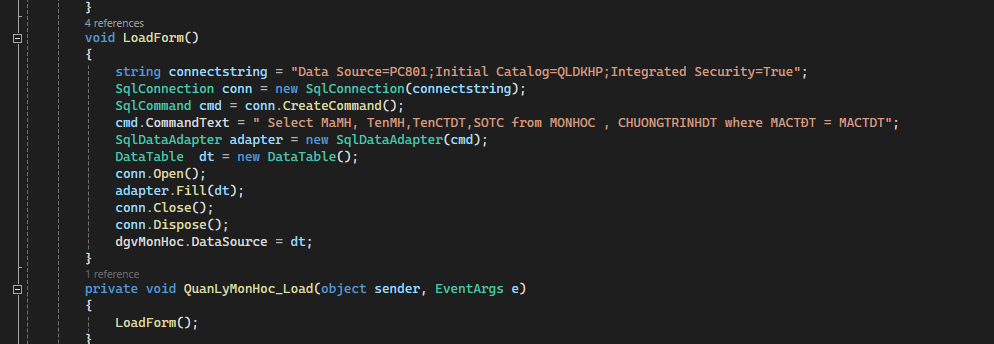 }
4 references
void LoadForm()
{
string connectstring = "Data Source=PC801;Initial Catalog=QLDKHP;Integrated Security=True";
SqlConnection conn = new SqlConnection(connectstring);
SqlCommand cmd = conn.CreateCommand();
cmd.CommandText = " Select MaMH, TenMH,TenCTDT,SOTC from MONHOC , CHUONGTRINHDT where MACTĐT = MACTDT";
SqlDataAdapter adapter = new SqlDataAdapter(cmd);
DataTable  dt = new DataTable();
conn.Open();
adapter.Fill(dt);
conn.Close();
conn.Dispose();
dgvMonHoc.DataSource = dt;
}
1 reference
private void QuanLyMonHoc_Load(object sender, EventArgs e)
{
LoadForm();
}